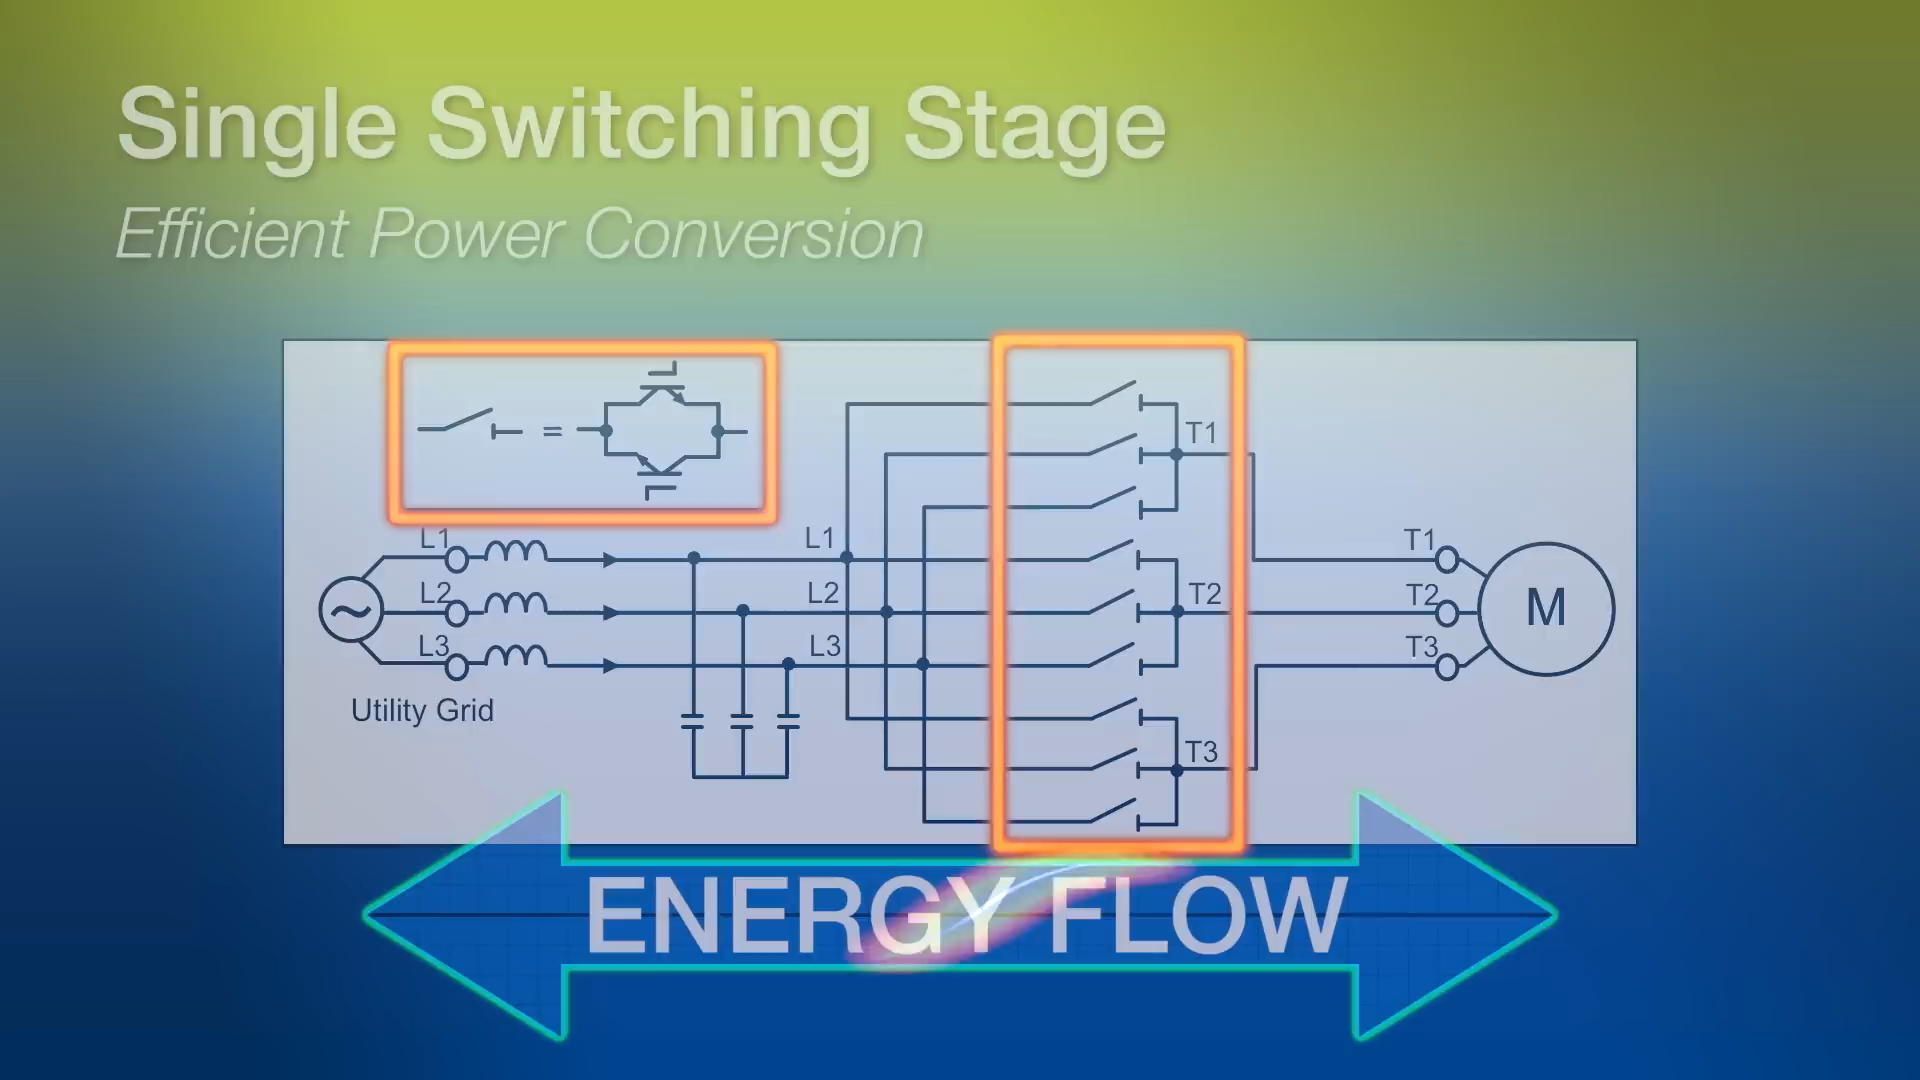 Single Switching Stage
Efficient Power Conversion
=
T1
L1 L1 T1
L2 L2 T2 T2
L3 L3 T3
M
Utility Grid
T3
ENERGY FLOW